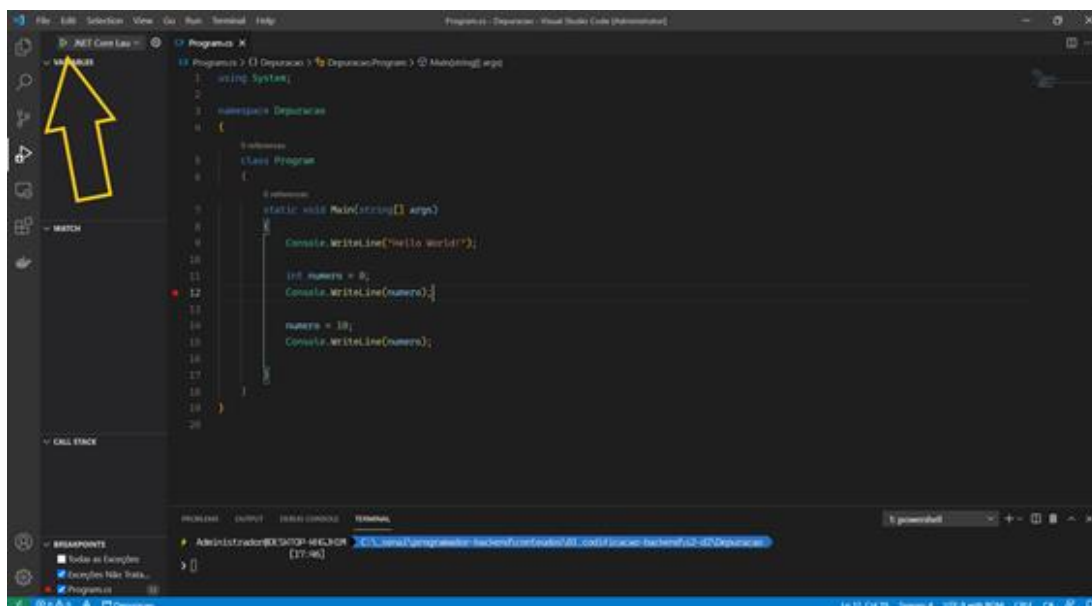 File Edit Selection View Go Run Terminal Help
Program.cs - Depuracao - Visual Studio Code [Administrator]
.NET Core Lau
Program.cs
Program.cs > {} Depuracao > Depuracao.Program > Main(string[] args)
1 using System;
2
3 namespace Depuracao
4 {
0 references
5 class Program
6 {
0 references
7 static void Main(string[] args)
8 {
9 Console.WriteLine("Hello World!");
10
11 int numero = 0;
12 Console.WriteLine(numero);
13
14 numero = 10;
15 Console.WriteLine(numero);
16
17 }
18 }
19 }
20
WATCH
CALL STACK
BREAKPOINTS
Todas as Exceções
Exceções Não Trata...
Program.cs 12
PROBLEMS OUTPUT DEBUG CONSOLE TERMINAL
1: powershell
[17:46]
Depuracao